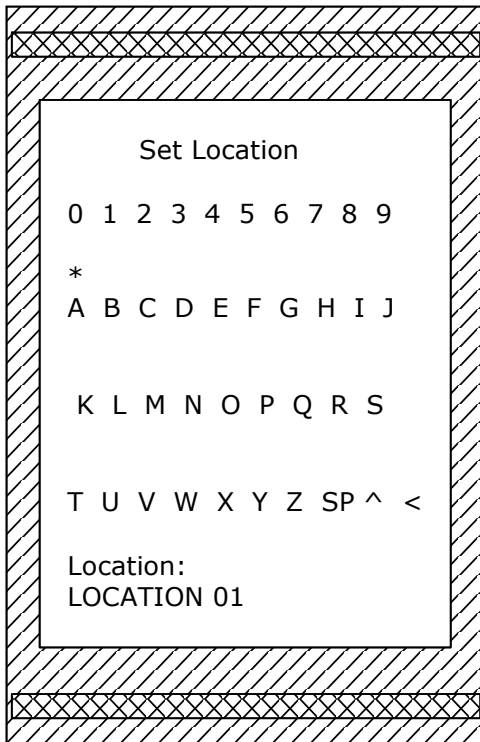 Set Location
0 1 2 3 4 5 6 7 8 9
*
A B C D E F G H I J
K L M N O P Q R S
T U V W X Y Z SP ^ <
Location:
LOCATION 01